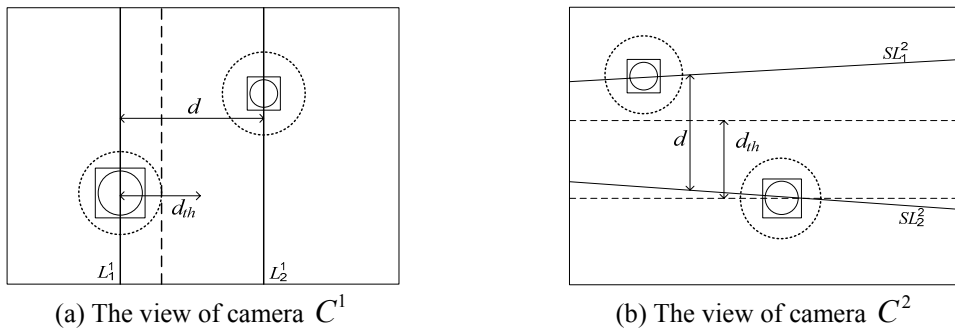 d
d_th
L_1^1
L_2^1
(a) The view of camera C^1
SL_1^2
d
d_th
SL_2^2
(b) The view of camera C^2